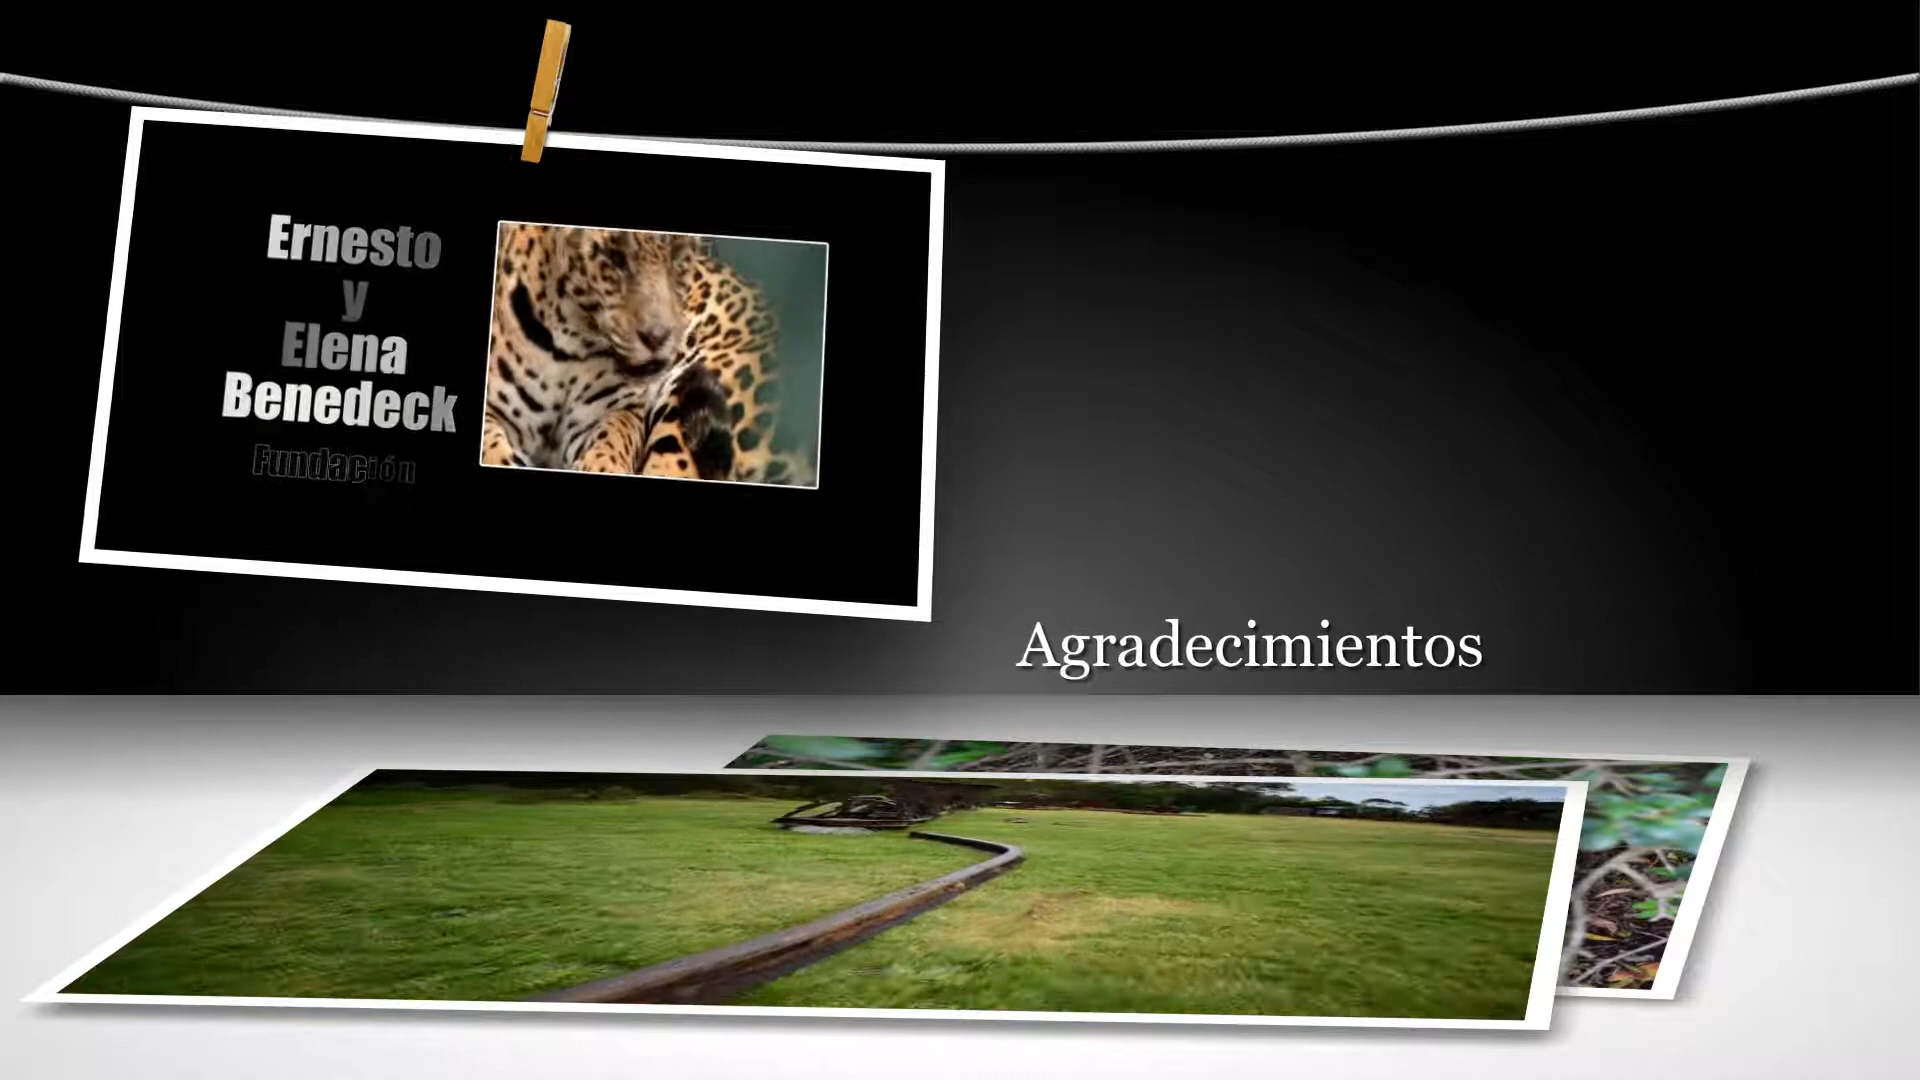 Ernesto
y
Elena
Benedeck
Fundación
Agradecimientos